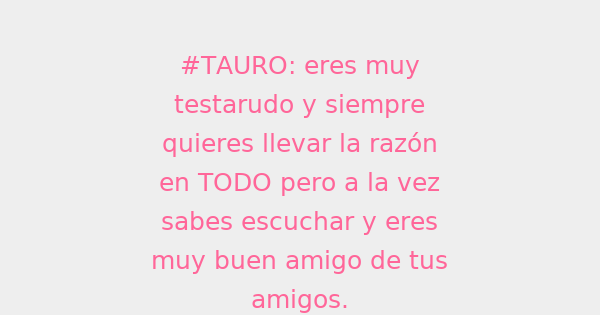 #TAURO: eres muy
testarudo y siempre
quieres llevar la razón
en TODO pero a la vez
sabes escuchar y eres
muy buen amigo de tus
amigos.